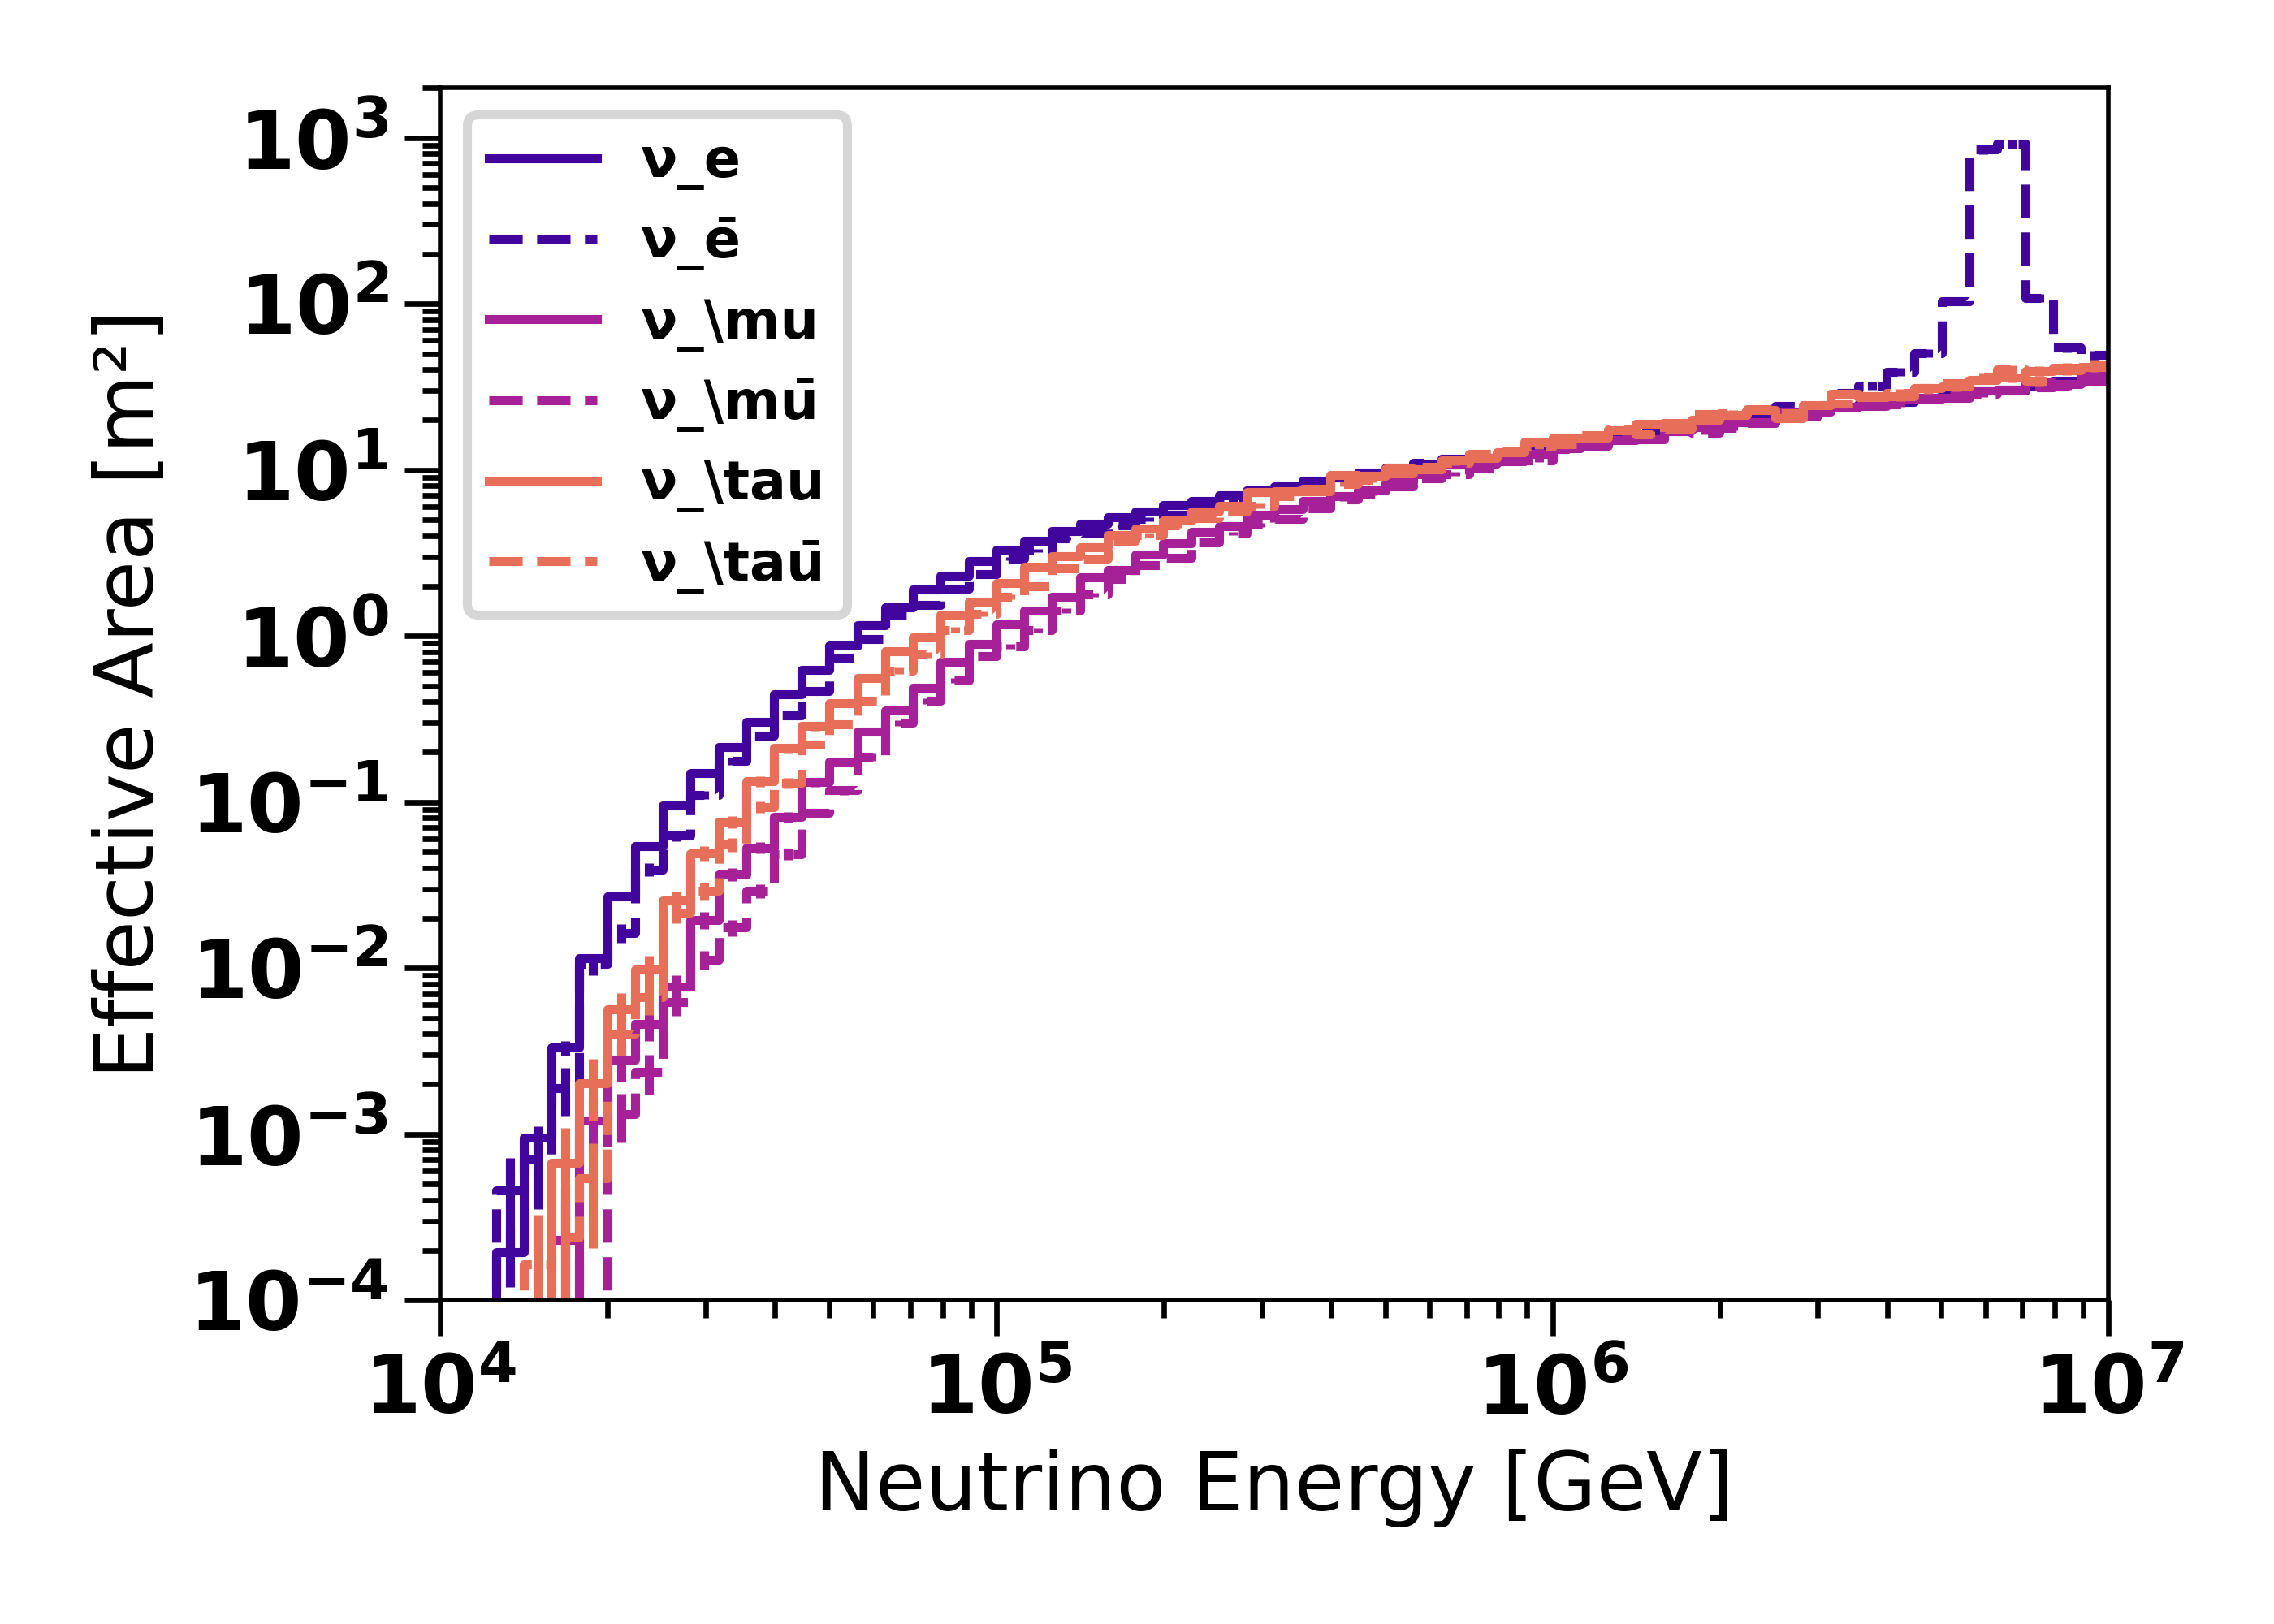 10³
10²
10¹
10⁰
10⁻¹
10⁻²
10⁻³
10⁻⁴
Effective Area [m²]
ν_e
ν_ē
ν_\mu
ν_\mū
ν_\tau
ν_\taū
10⁴ 10⁵ 10⁶ 10⁷
Neutrino Energy [GeV]